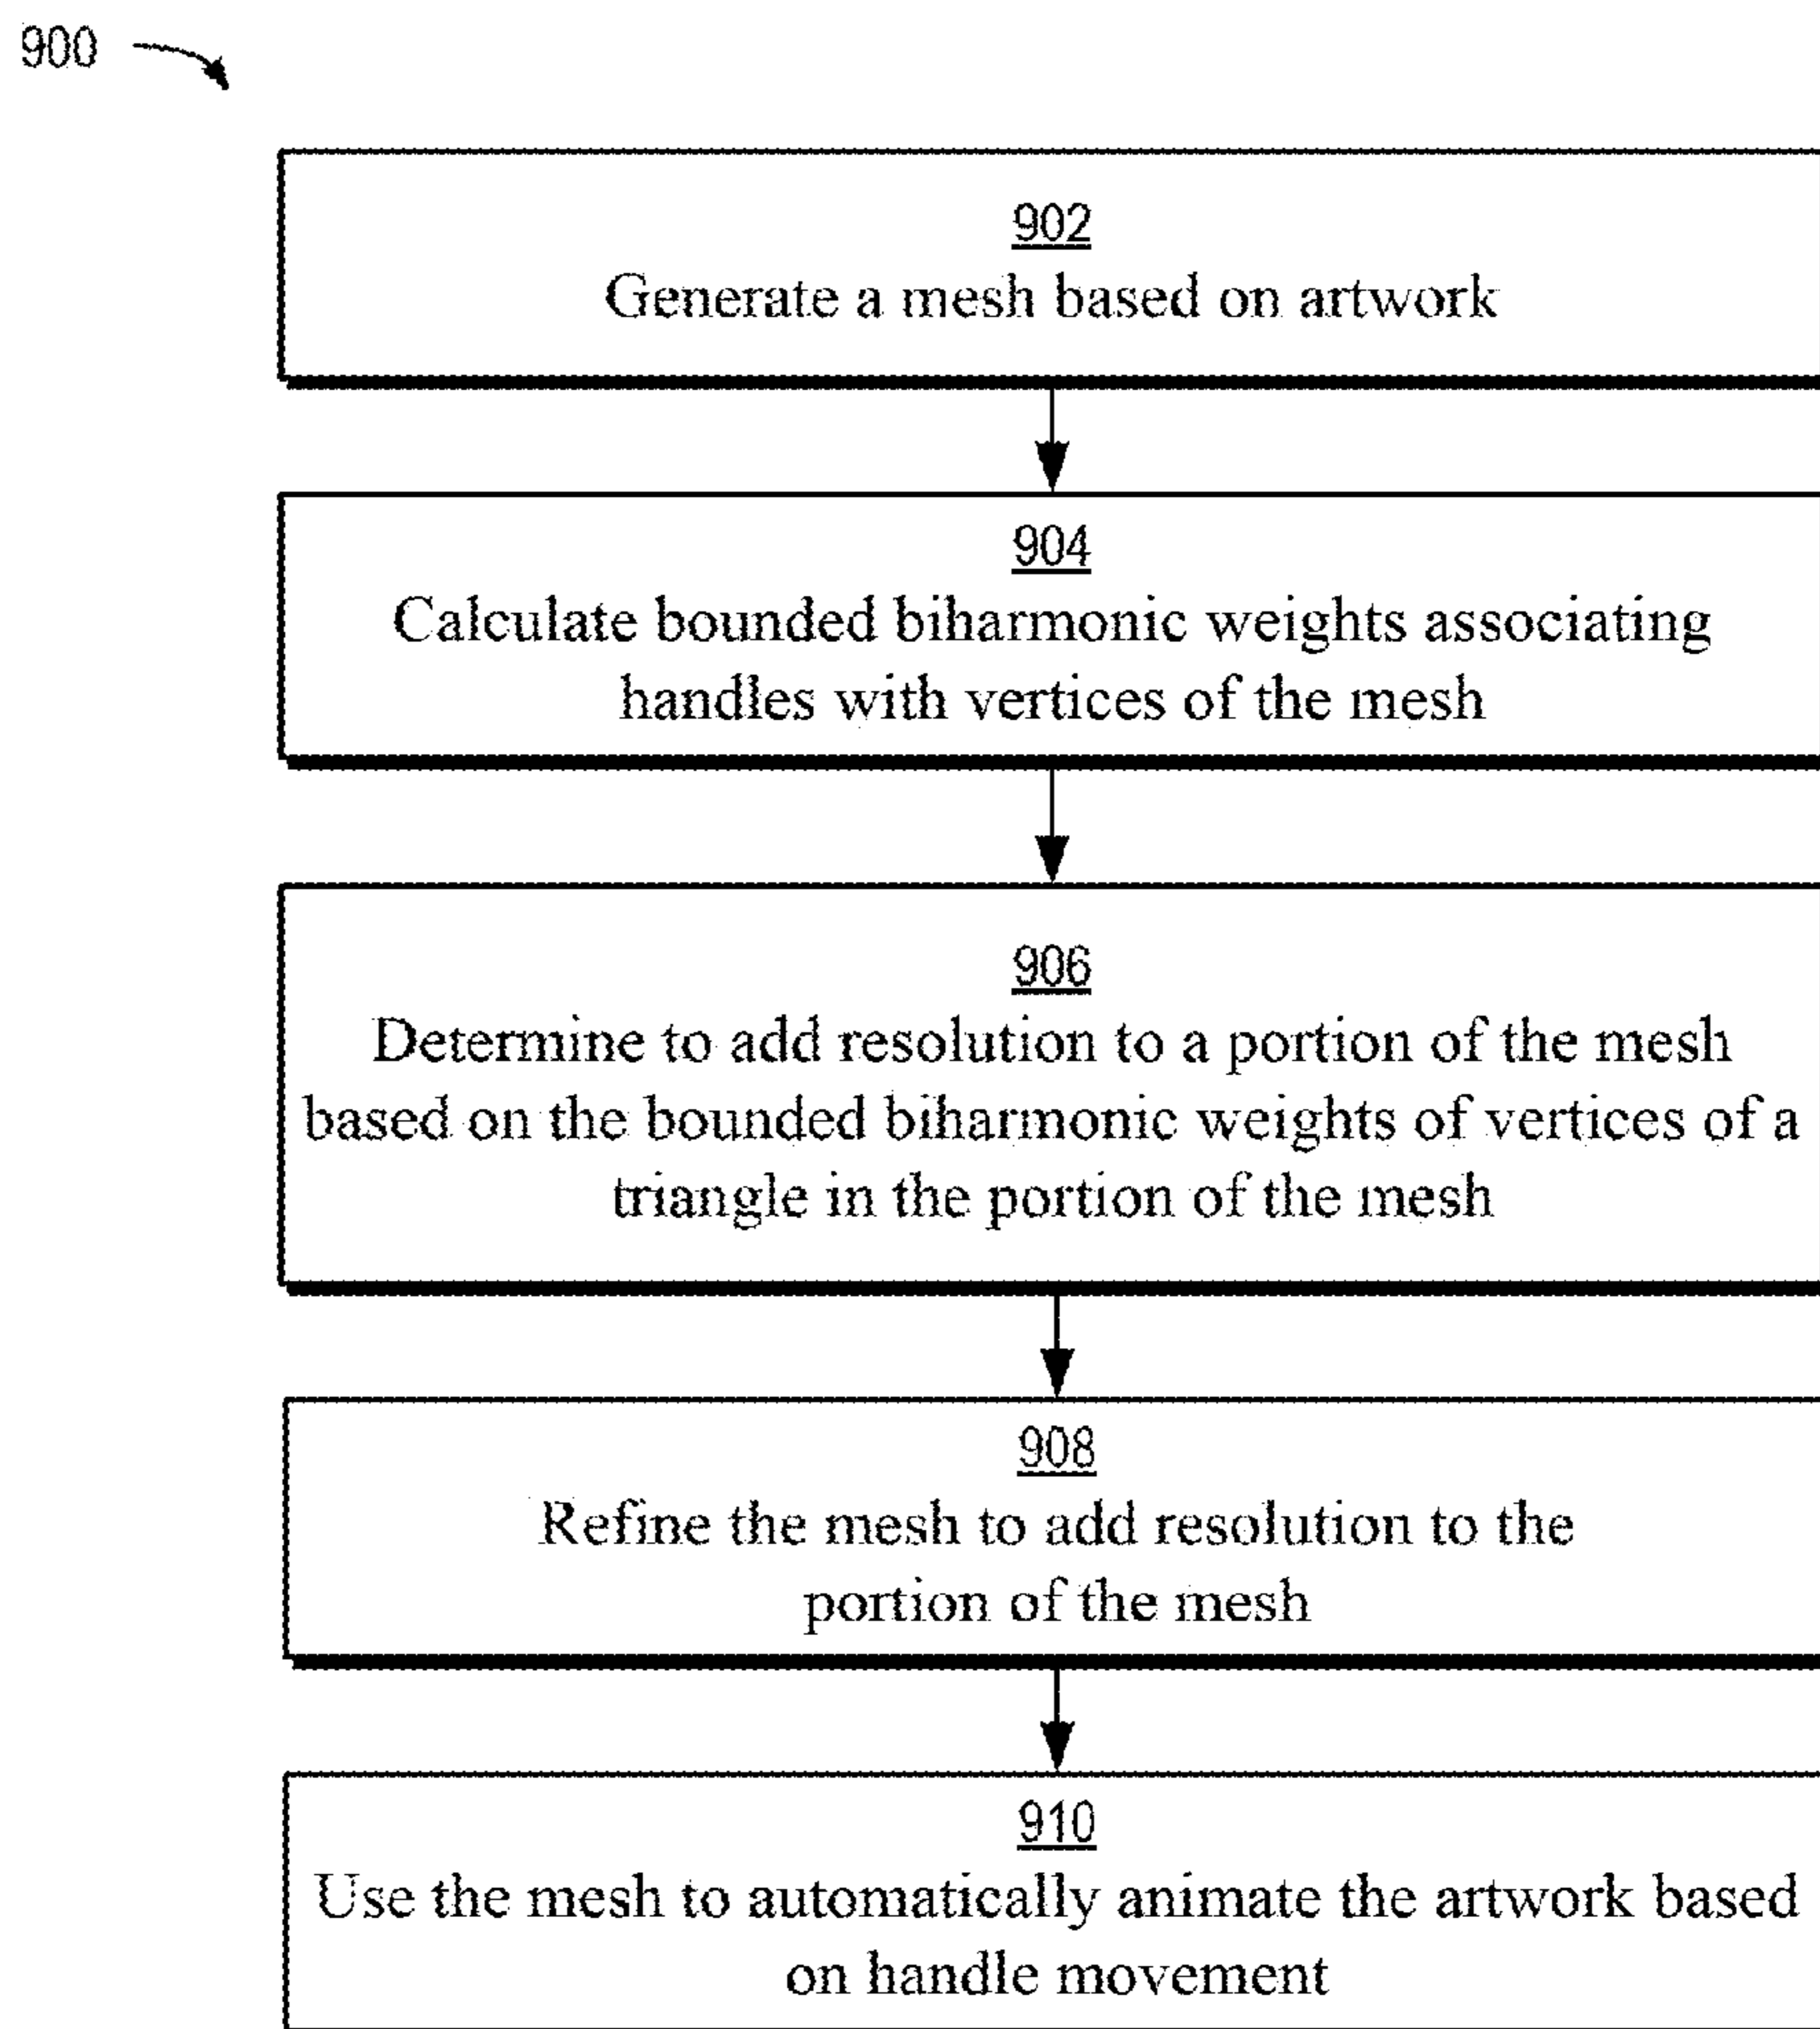 900
902
Generate a mesh based on artwork
904
Calculate bounded biharmonic weights associating
handles with vertices of the mesh
906
Determine to add resolution to a portion of the mesh
based on the bounded biharmonic weights of vertices of a
triangle in the portion of the mesh
908
Refine the mesh to add resolution to the
portion of the mesh
910
Use the mesh to automatically animate the artwork based
on handle movement